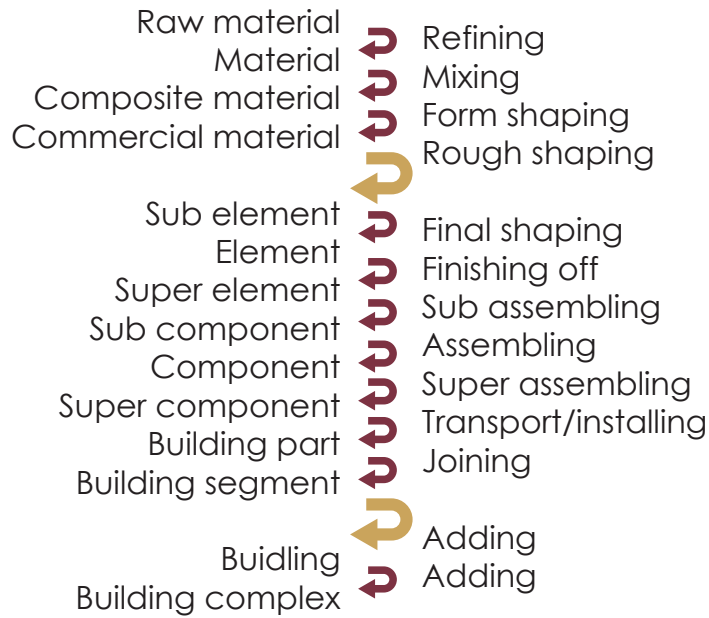 Raw material
Refining
Material
Mixing
Composite material
Form shaping
Commercial material
Rough shaping
Sub element
Final shaping
Element
Finishing off
Super element
Sub assembling
Sub component
Assembling
Component
Super assembling
Super component
Transport/installing
Building part
Joining
Building segment
Adding
Buidling
Adding
Building complex